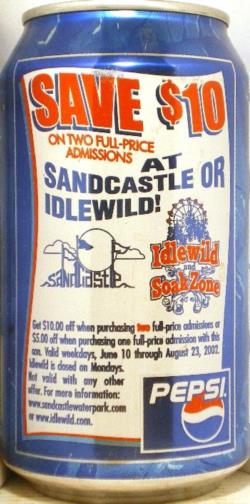 SAVE $10
ON TWO FULL-PRICE
ADMISSIONS AT
SANDCASTLE OR
IDLEWILD!
SANDCASTLE
Idlewild
and
SoakZone
Get $10.00 off when purchasing two full-price admissions or
$5.00 off when purchasing one full-price admission with this
can. Valid weekdays, June 10 through August 23, 2002.
Idlewild is closed on Mondays.
Not valid with any other
offer. For more information:
www.sandcastlewaterpark.com
or www.idlewild.com.
PEPSI